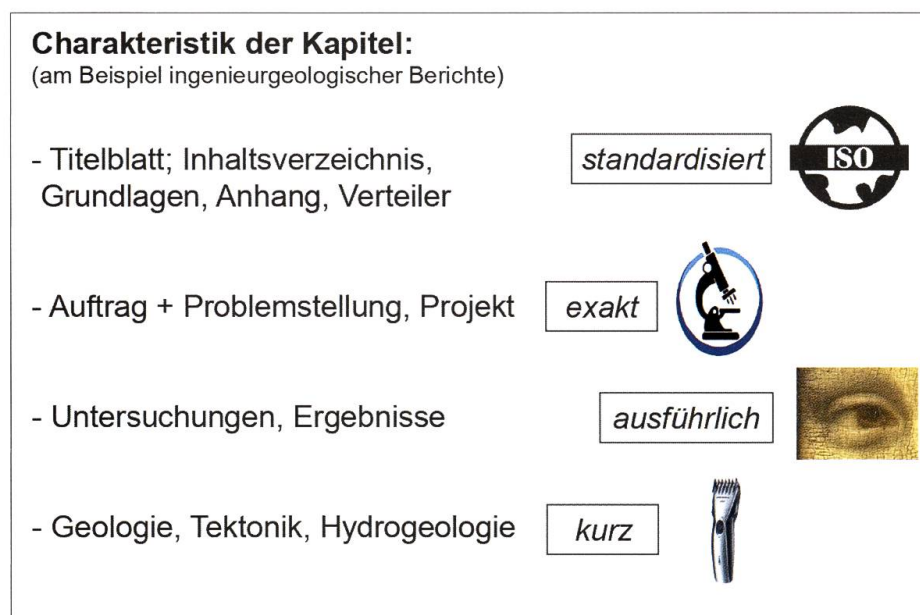 Charakteristik der Kapitel:
(am Beispiel ingenieurgeologischer Berichte)
- Titelblatt; Inhaltsverzeichnis,
Grundlagen, Anhang, Verteiler
standardisiert
ISO
- Auftrag + Problemstellung, Projekt
exakt
- Untersuchungen, Ergebnisse
ausführlich
- Geologie, Tektonik, Hydrogeologie
kurz